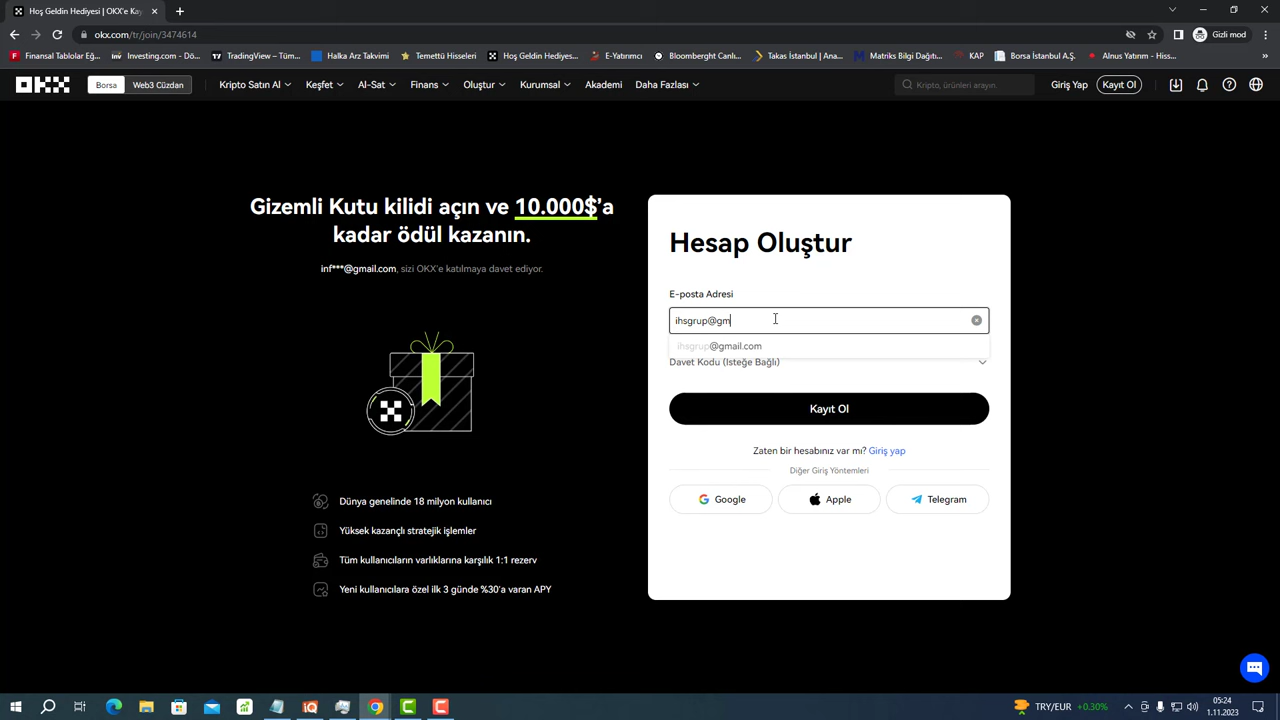 Hoş Geldin Hediyesi | OKX'e Kay
okx.com/tr/join/3474614
Gizli mod
Finansal Tablolar Eğ...
Investing.com - Dö...
TradingView – Tüm...
Halka Arz Takvimi
Temettü Hisseleri
Hoş Geldin Hediyes...
E-Yatırımcı
Bloomberght Canlı...
Takas İstanbul | Ana...
Matriks Bilgi Dağıtı...
KAP
Borsa İstanbul A.Ş.
Alnus Yatırım - Hiss...
»
OKX
Borsa
Web3 Cüzdan
Kripto Satın Al
Keşfet
Al-Sat
Finans
Oluştur
Kurumsal
Akademi
Daha Fazlası
Kripto, ürünleri arayın.
Giriş Yap
Kayıt Ol
Gizemli Kutu kilidi açın ve 10.000$'a
kadar ödül kazanın.
inf***@gmail.com, sizi OKX'e katılmaya davet ediyor.
Dünya genelinde 18 milyon kullanıcı
Yüksek kazançlı stratejik işlemler
Tüm kullanıcıların varlıklarına karşılık 1:1 rezerv
Yeni kullanıcılara özel ilk 3 günde %30'a varan APY
Hesap Oluştur
E-posta Adresi
ihsgrup@gm
ihsgrup@gmail.com
Davet Kodu (İsteğe Bağlı)
Kayıt Ol
Zaten bir hesabınız var mı? Giriş yap
Diğer Giriş Yöntemleri
Google
Apple
Telegram
TRY/EUR +0.30%
05:24
1.11.2023